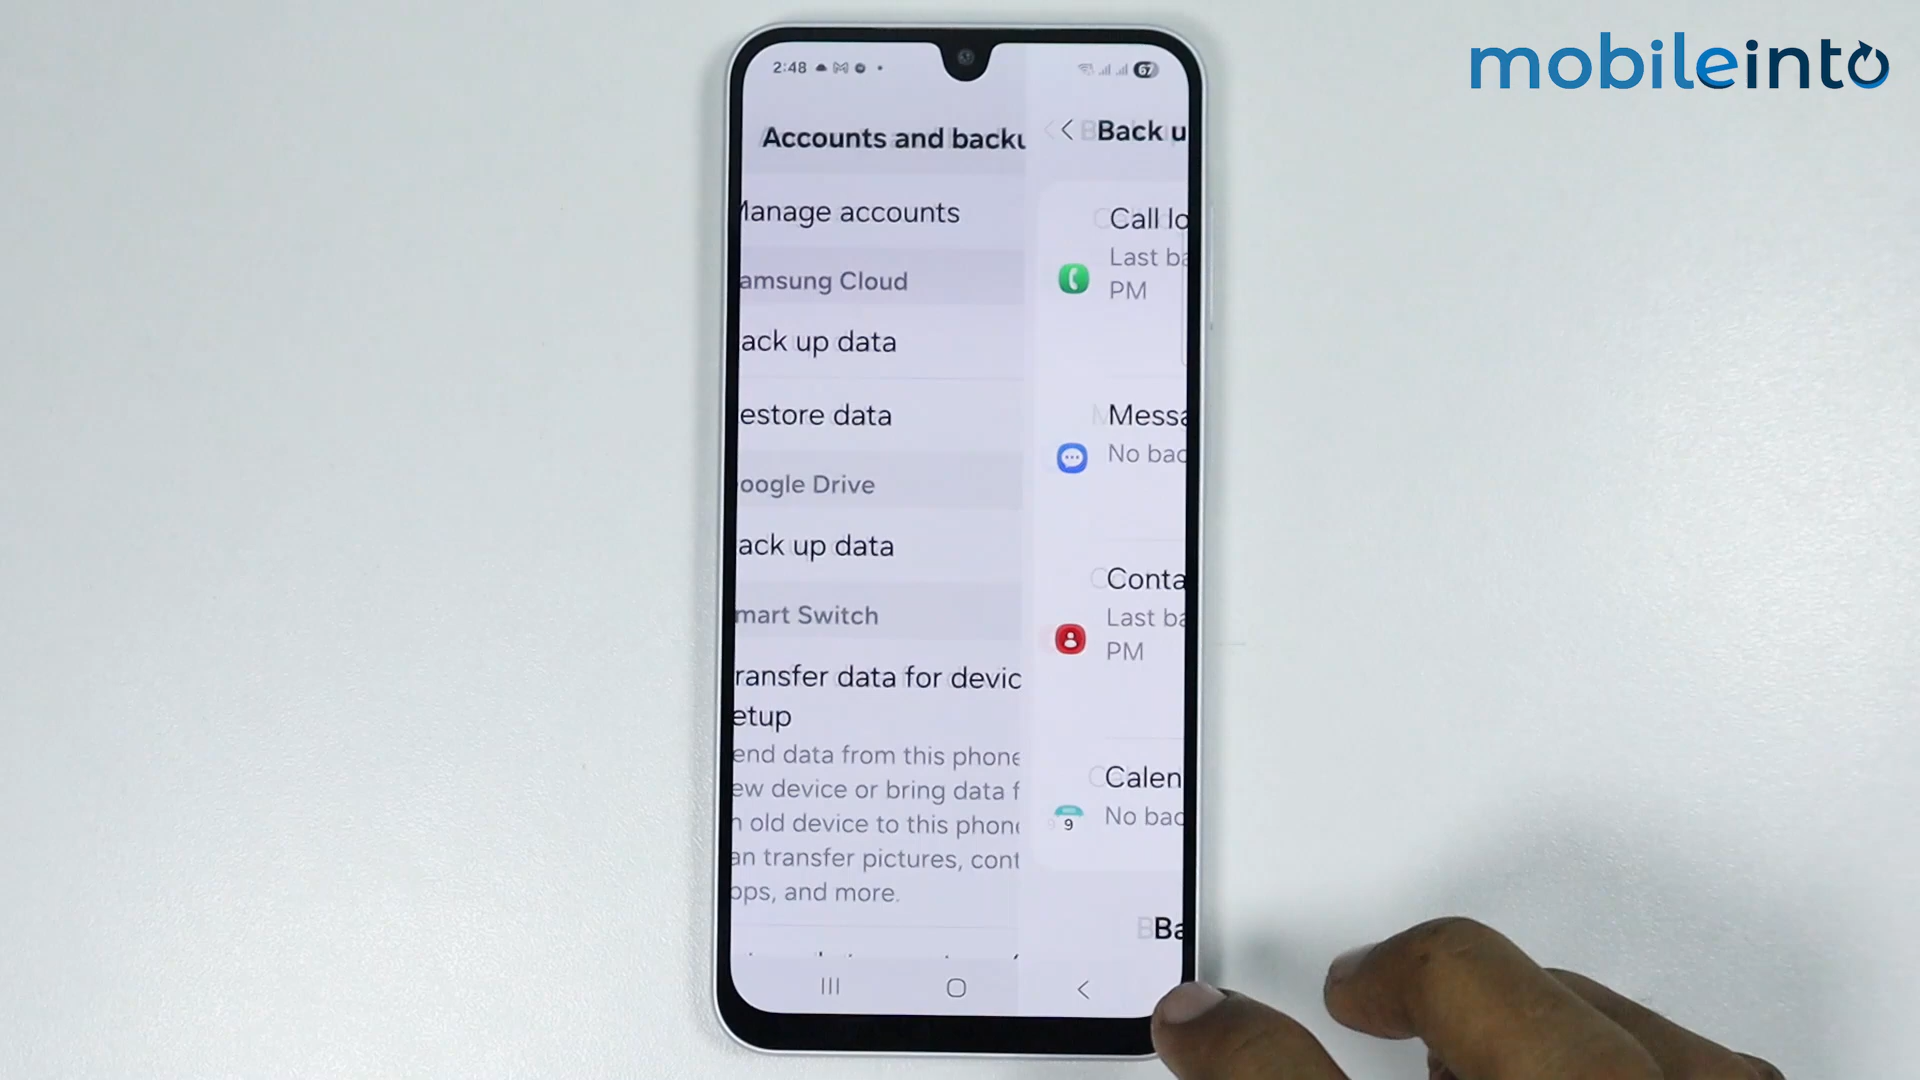 mobileinto
2:48
67
Accounts and backu
Back u
Manage accounts
Call lo
Last ba
PM
amsung Cloud
ack up data
Messa
No bac
estore data
oogle Drive
ack up data
Conta
Last ba
PM
mart Switch
ransfer data for devic
etup
end data from this phone
ew device or bring data f
n old device to this phone
an transfer pictures, cont
pps, and more.
Calen
No bac
9
Ba